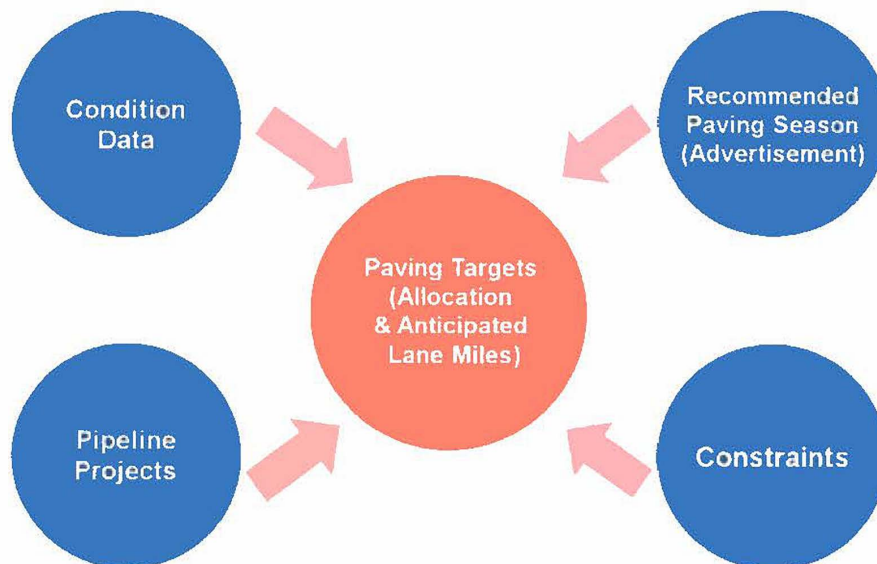 Condition
Data
Recommended
Paving Season
(Advertisement)
Paving Targets
(Allocation
& Anticipated
Lane Miles)
Pipeline
Projects
Constraints